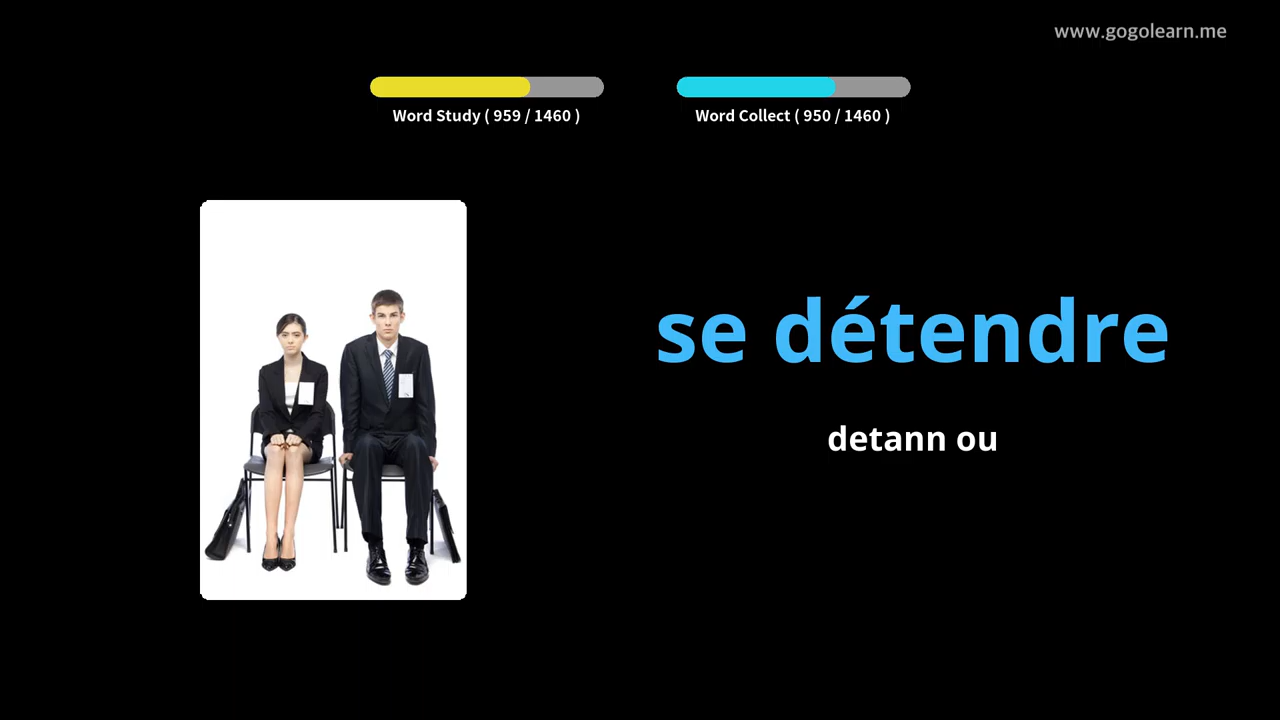 www.gogolearn.me
Word Study ( 959 / 1460 )
Word Collect ( 950 / 1460 )
se détendre
detann ou